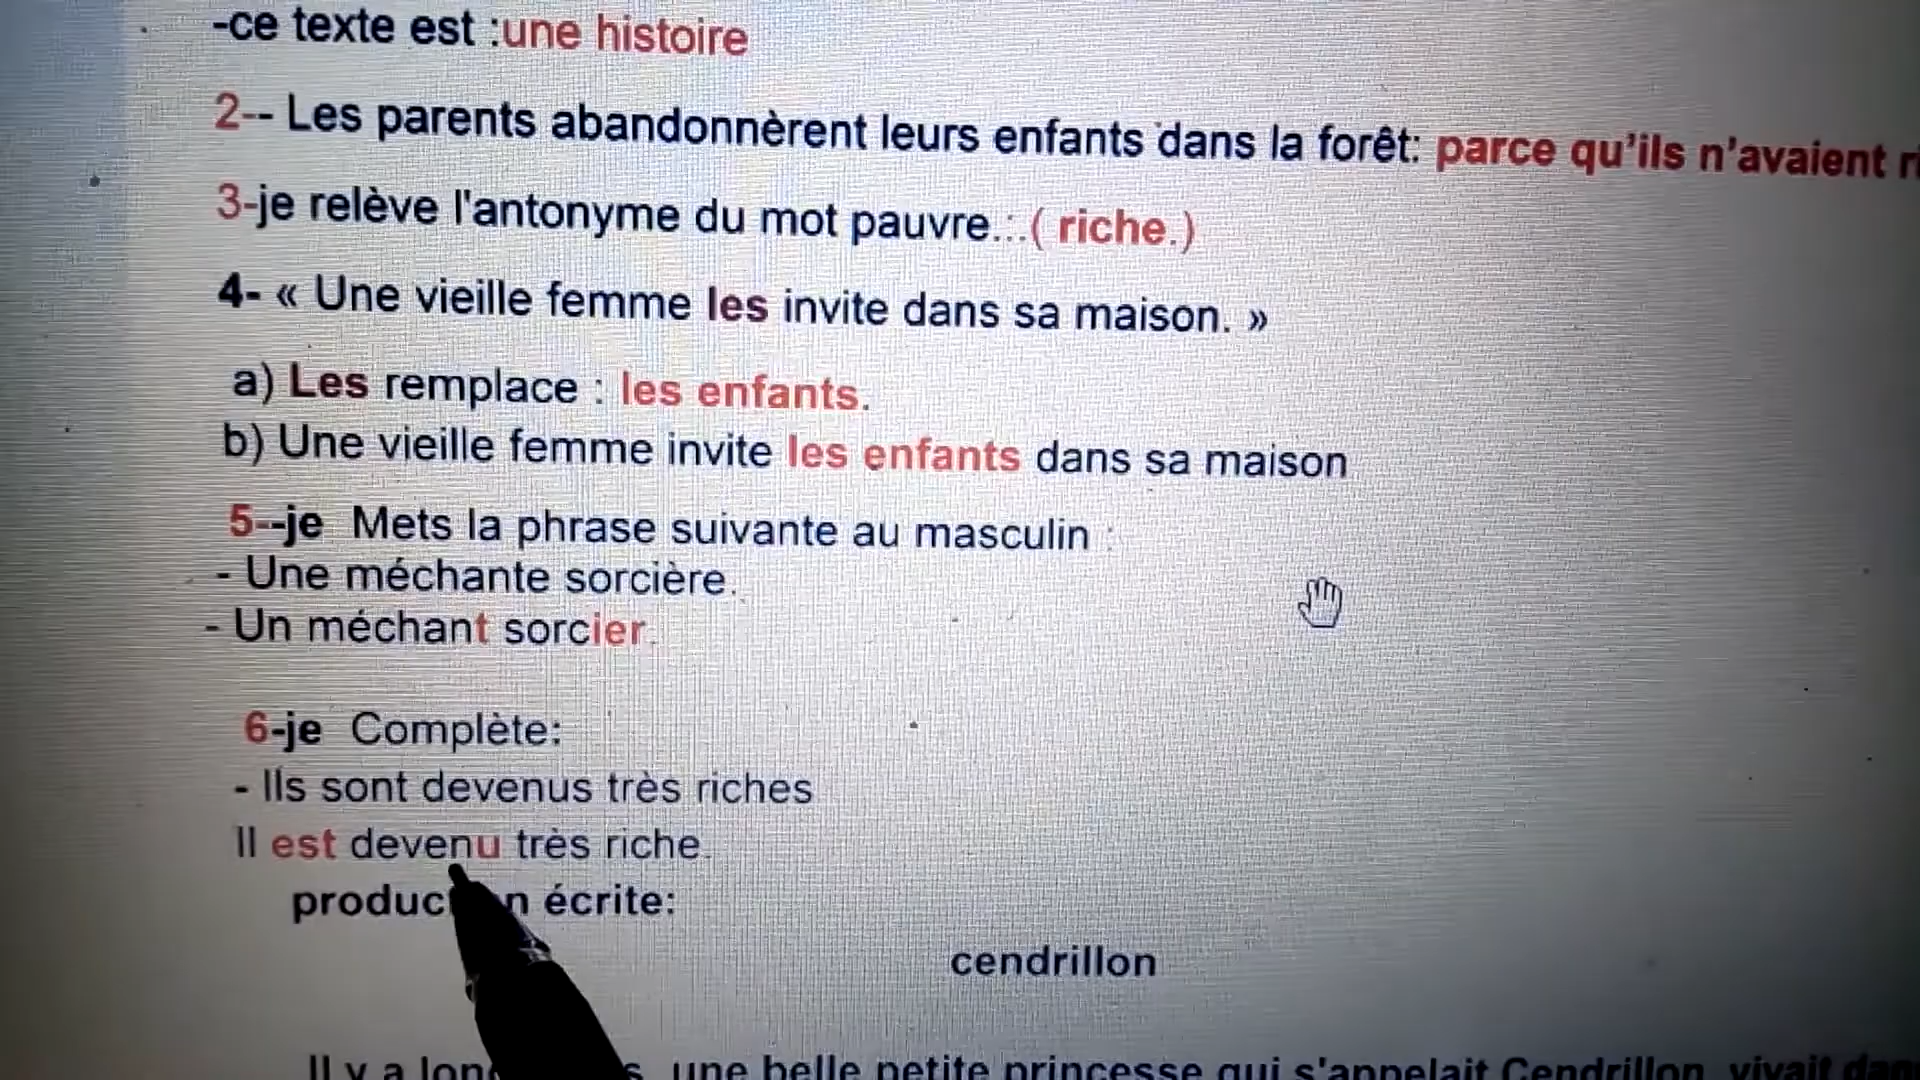 -ce texte est :une histoire
2-- Les parents abandonnèrent leurs enfants dans la forêt: parce qu'ils n'avaient
3-je relève l'antonyme du mot pauvre...( riche.)
4- « Une vieille femme les invite dans sa maison. »
a) Les remplace : les enfants.
b) Une vieille femme invite les enfants dans sa maison
5--je Mets la phrase suivante au masculin :
- Une méchante sorcière.
- Un méchant sorcier.
6-je Complète:
- Ils sont devenus très riches
Il est devenu très riche.
écrite:
cendrillon
Il y a une belle petite princesse qui s'appelait Cendrillon vivait